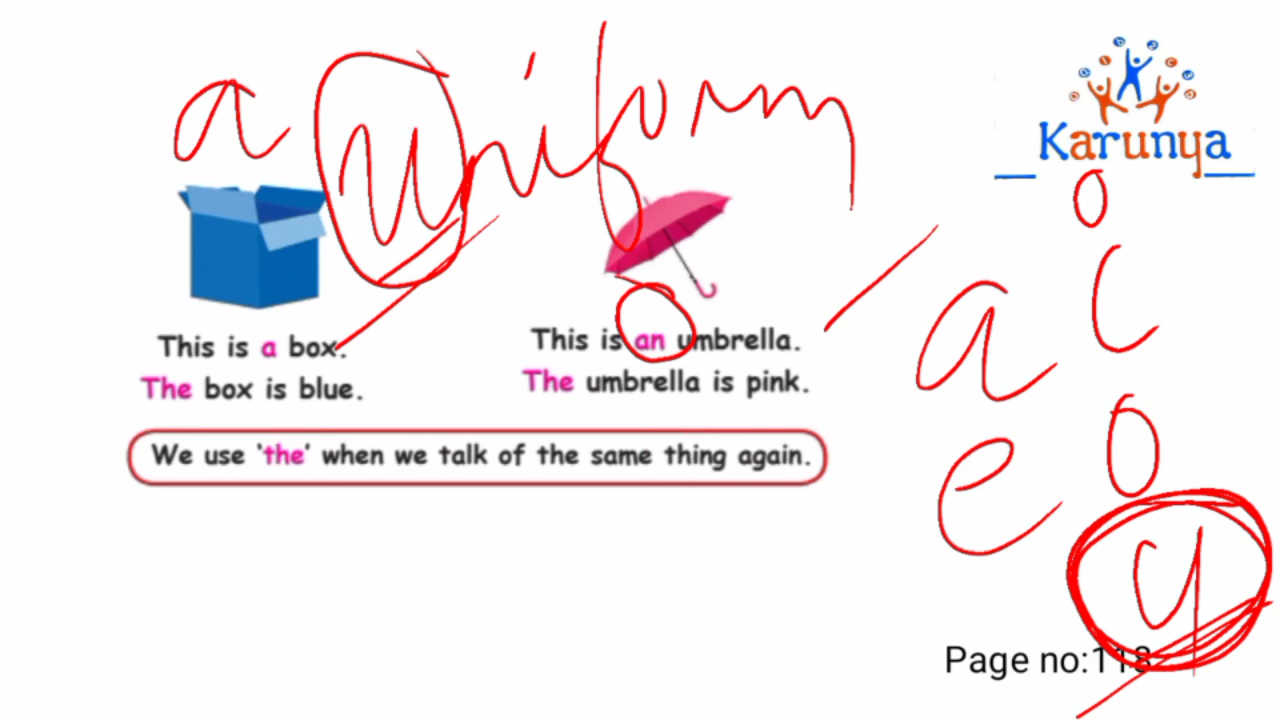 a uniform
Karunya
This is a box.
The box is blue.
This is an umbrella.
The umbrella is pink.
We use 'the' when we talk of the same thing again.
a
e
i
o
u
Page no:118